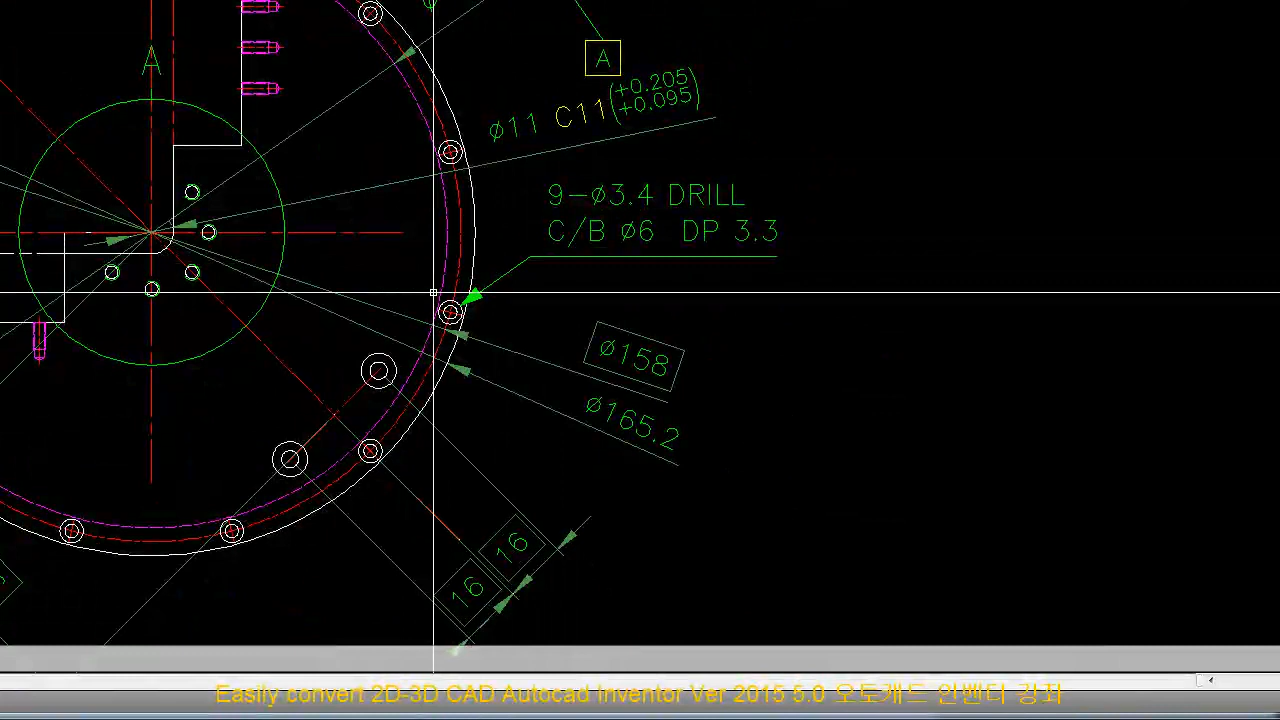 A
A
ø11 C11(+0.205 +0.095)
9-ø3.4 DRILL
C/B ø6 DP 3.3
ø158
ø165.2
16
16
Easily convert 2D-3D CAD Autocad Inventor Ver 2015 5.0 오토캐드 인벤터 강좌